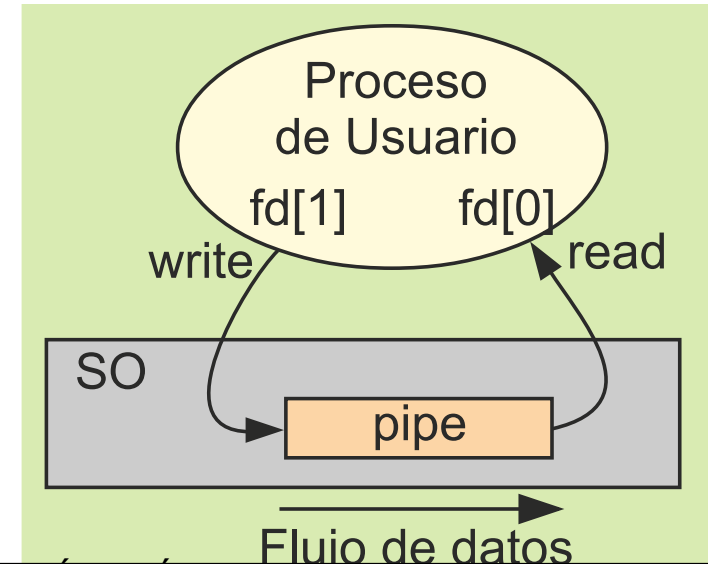 Proceso
de Usuario
fd[1] fd[0]
write read
SO
pipe
Flujo de datos